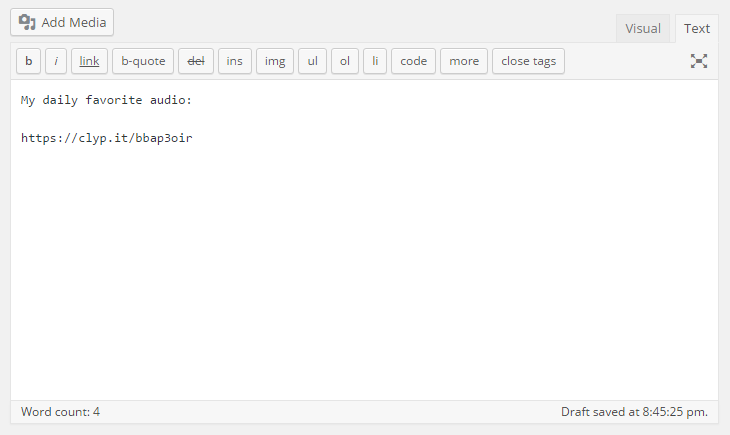 Add Media
Visual Text
b i link b-quote del ins img ul ol li code more close tags
My daily favorite audio:
https://clyp.it/bbap3oir
Word count: 4 Draft saved at 8:45:25 pm.